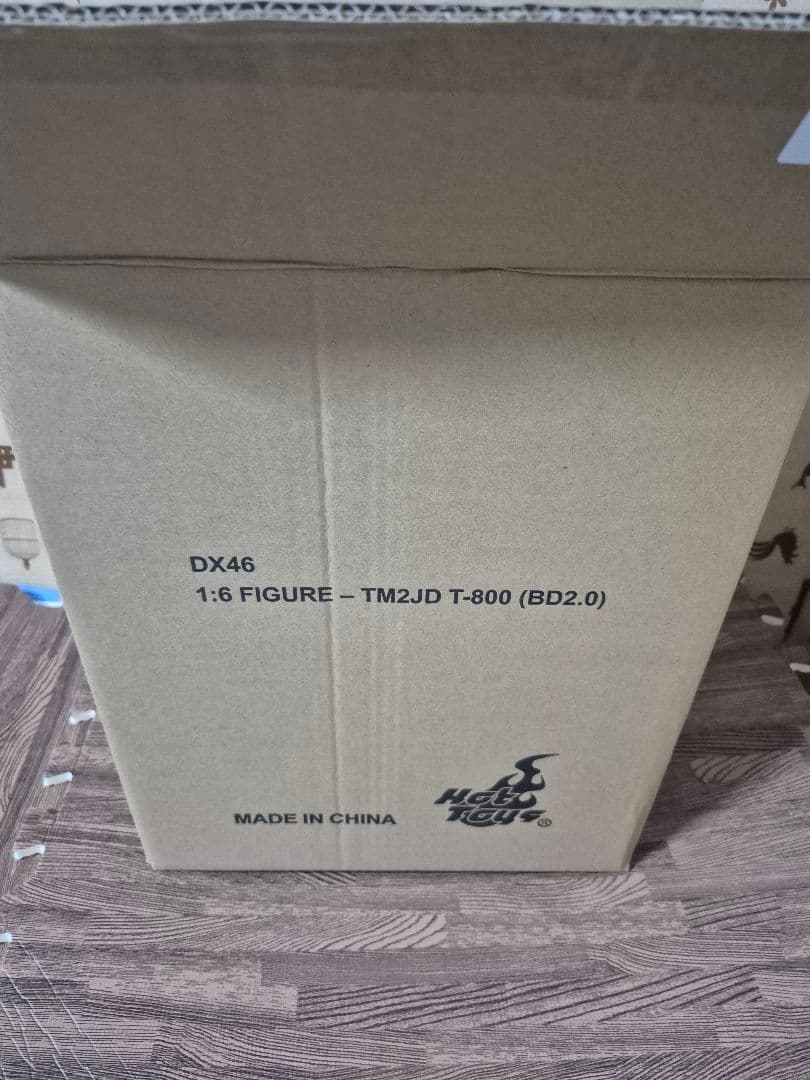 DX46
1:6 FIGURE – TM2JD T-800 (BD2.0)
MADE IN CHINA
Hot
Toys®